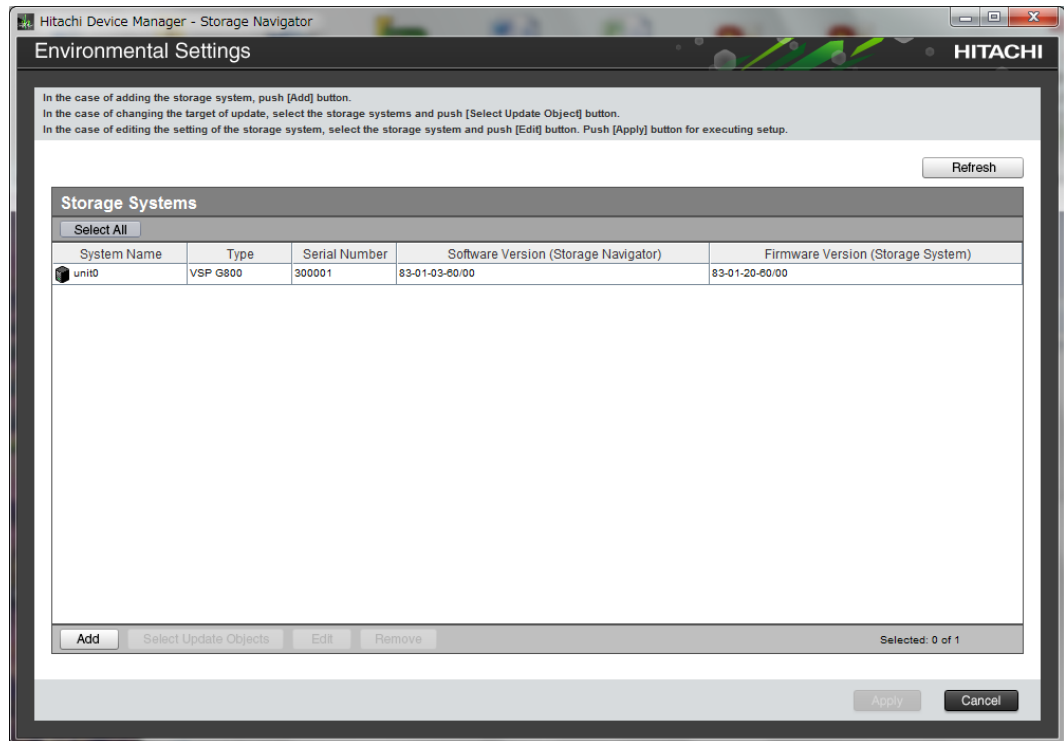 Hitachi Device Manager - Storage Navigator
Environmental Settings
HITACHI
In the case of adding the storage system, push [Add] button.
In the case of changing the target of update, select the storage systems and push [Select Update Object] button.
In the case of editing the setting of the storage system, select the storage system and push [Edit] button. Push [Apply] button for executing setup.
Refresh
Storage Systems
Select All
System Name Type Serial Number Software Version (Storage Navigator) Firmware Version (Storage System)
unit0 VSP G800 300001 83-01-03-60/00 83-01-20-60/00
Add Select Update Objects Edit Remove Selected: 0 of 1
Apply Cancel